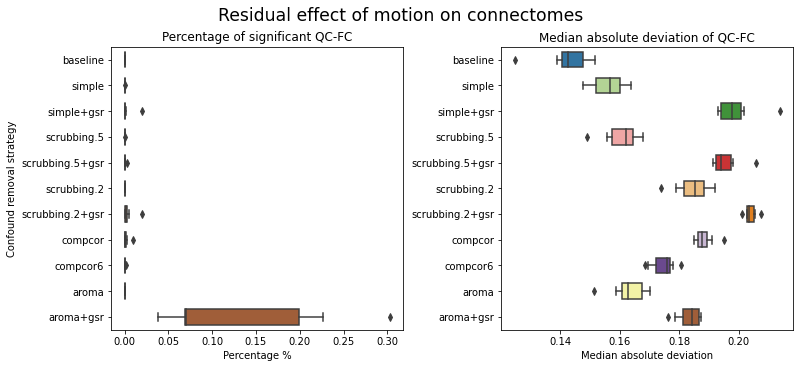 Residual effect of motion on connectomes
Percentage of significant QC-FC
Confound removal strategy
baseline
simple
simple+gsr
scrubbing.5
scrubbing.5+gsr
scrubbing.2
scrubbing.2+gsr
compcor
compcor6
aroma
aroma+gsr
0.00 0.05 0.10 0.15 0.20 0.25 0.30
Percentage %
Median absolute deviation of QC-FC
baseline
simple
simple+gsr
scrubbing.5
scrubbing.5+gsr
scrubbing.2
scrubbing.2+gsr
compcor
compcor6
aroma
aroma+gsr
0.14 0.16 0.18 0.20
Median absolute deviation